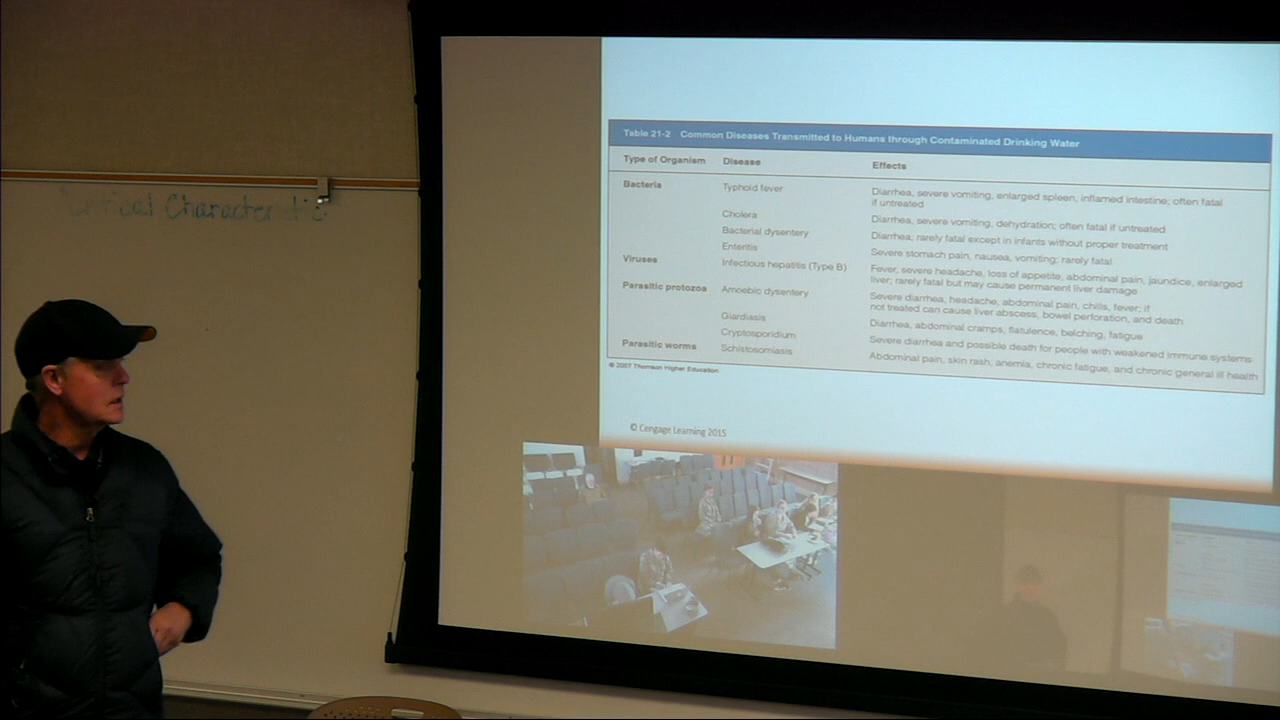 Critical Characteristic
Table 21-2 Common Diseases Transmitted to Humans through Contaminated Drinking Water
Type of Organism Disease Effects
Bacteria Typhoid fever Diarrhea, severe vomiting, enlarged spleen, inflamed intestine; often fatal
if untreated
Cholera Diarrhea, severe vomiting, dehydration; often fatal if untreated
Bacterial dysentery Diarrhea; rarely fatal except in infants without proper treatment
Enteritis Severe stomach pain, nausea, vomiting; rarely fatal
Viruses Infectious hepatitis (Type B) Fever, severe headache, loss of appetite, abdominal pain, jaundice, enlarged
liver; rarely fatal but may cause permanent liver damage
Parasitic protozoa Amoebic dysentery Severe diarrhea, headache, abdominal pain, chills, fever; if
not treated can cause liver abscess, bowel perforation, and death
Giardiasis Diarrhea, abdominal cramps, flatulence, belching, fatigue
Cryptosporidium Severe diarrhea and possible death for people with weakened immune systems
Parasitic worms Schistosomiasis Abdominal pain, skin rash, anemia, chronic fatigue, and chronic general ill health
© 2007 Thomson Higher Education
© Cengage Learning 2015